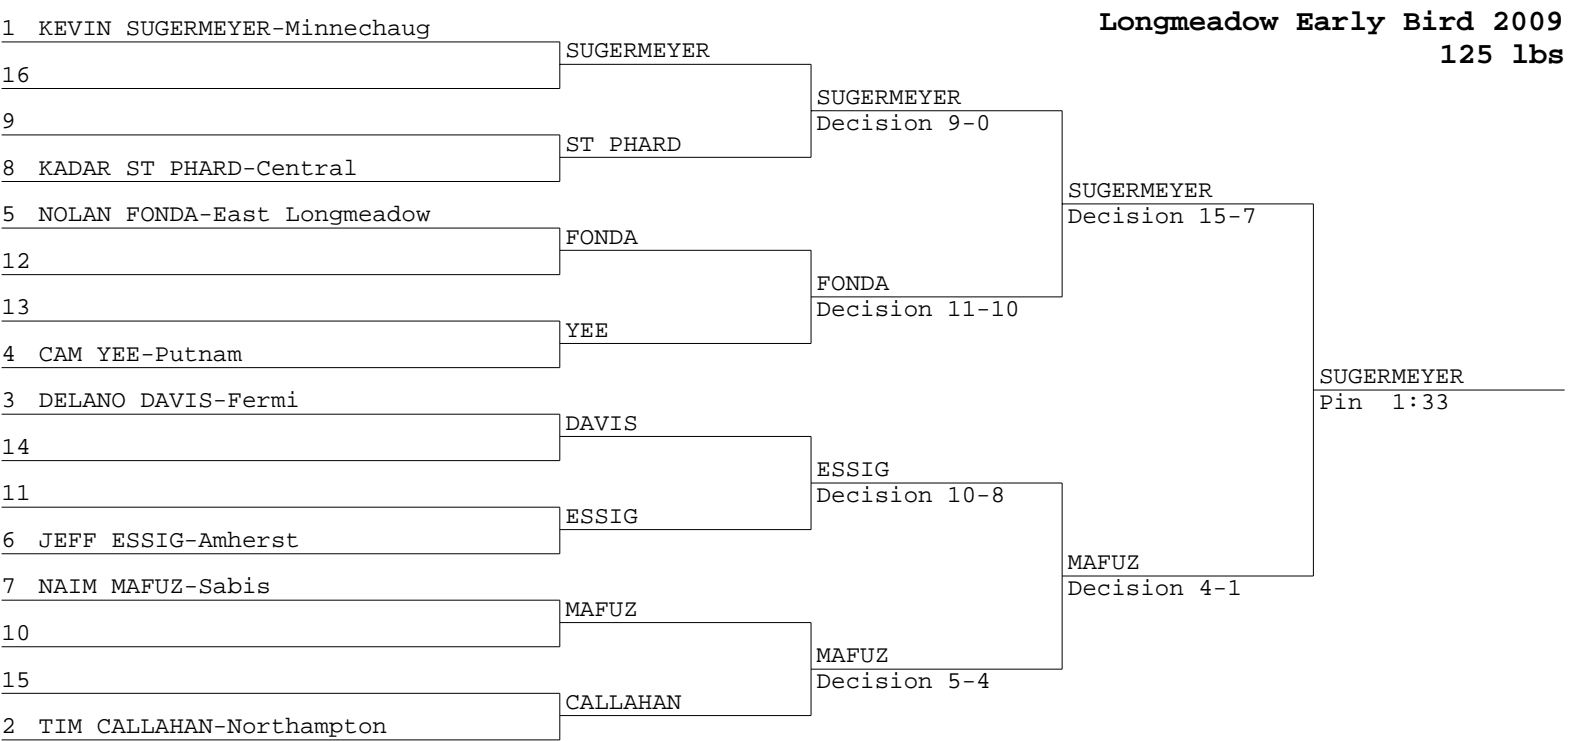 Longmeadow Early Bird 2009
125 lbs
1 KEVIN SUGERMEYER-Minnechaug
16
9
8 KADAR ST PHARD-Central
5 NOLAN FONDA-East Longmeadow
12
13
4 CAM YEE-Putnam
3 DELANO DAVIS-Fermi
14
11
6 JEFF ESSIG-Amherst
7 NAIM MAFUZ-Sabis
10
15
2 TIM CALLAHAN-Northampton
SUGERMEYER
ST PHARD
FONDA
YEE
DAVIS
ESSIG
MAFUZ
CALLAHAN
SUGERMEYER
Decision 9-0
FONDA
Decision 11-10
ESSIG
Decision 10-8
MAFUZ
Decision 5-4
SUGERMEYER
Decision 15-7
MAFUZ
Decision 4-1
SUGERMEYER
Pin 1:33